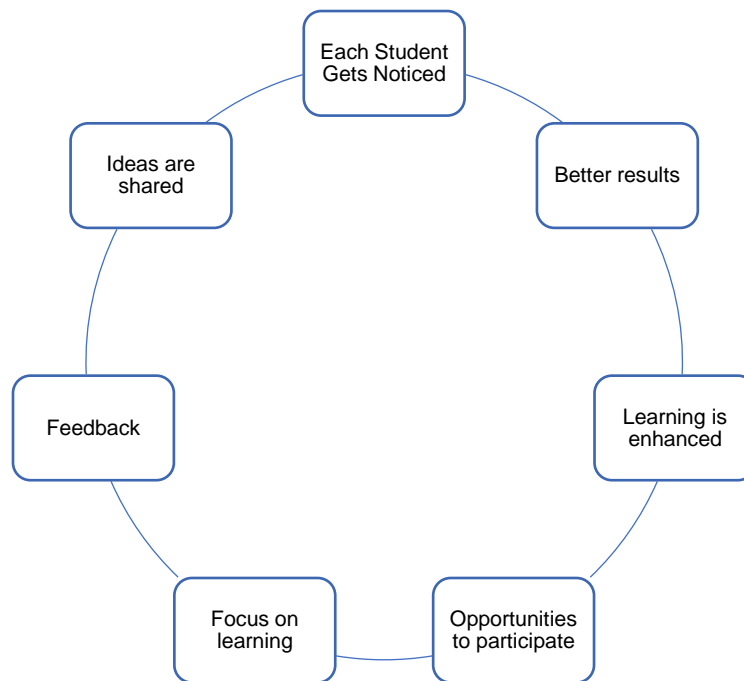 Each Student
Gets Noticed
Better results
Learning is
enhanced
Opportunities
to participate
Focus on
learning
Feedback
Ideas are
shared